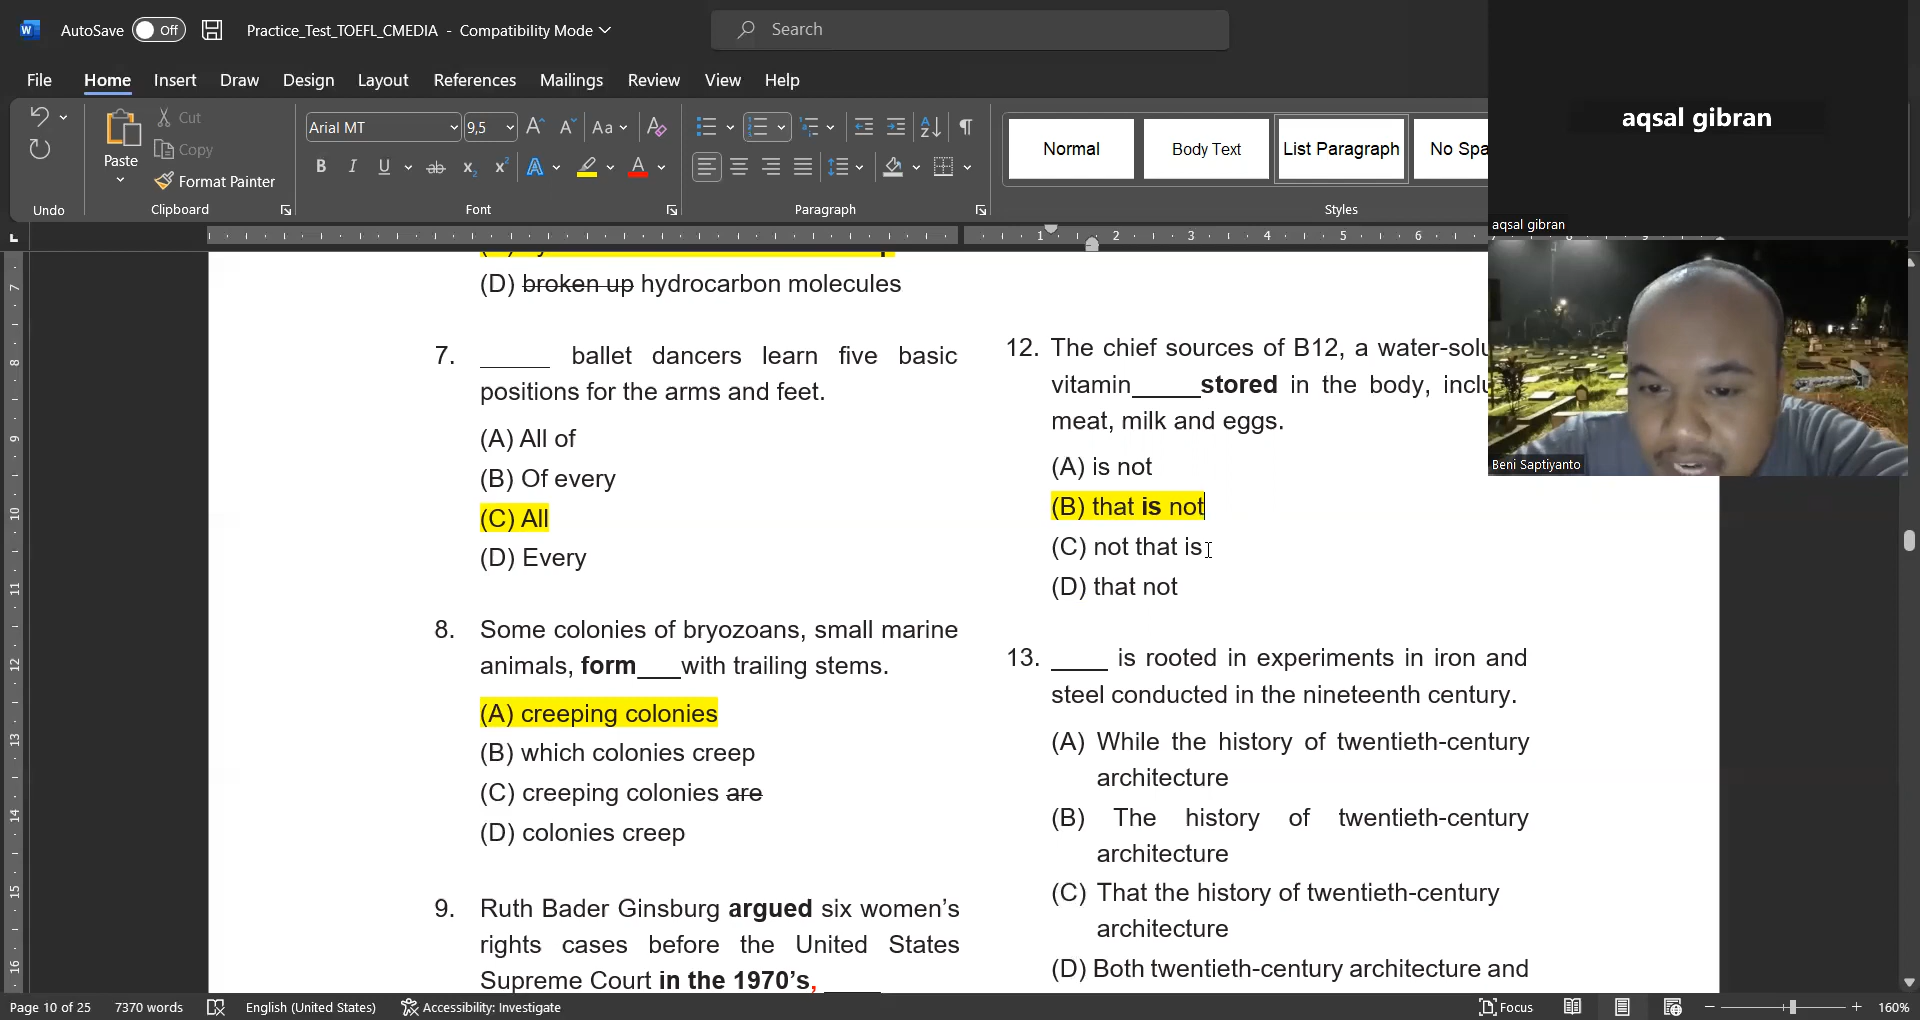 AutoSave Off Practice_Test_TOEFL_CMEDIA - Compatibility Mode Search
File Home Insert Draw Design Layout References Mailings Review View Help
Undo
Paste
Cut
Copy
Format Painter
Clipboard
Arial MT 9,5
Font
Paragraph
Normal Body Text List Paragraph No Spa
Styles
aqsal gibran
aqsal gibran
Beni Saptiyanto
(D) broken up hydrocarbon molecules
7. _____ ballet dancers learn five basic
positions for the arms and feet.
(A) All of
(B) Of every
(C) All
(D) Every
8. Some colonies of bryozoans, small marine
animals, form___with trailing stems.
(A) creeping colonies
(B) which colonies creep
(C) creeping colonies are
(D) colonies creep
9. Ruth Bader Ginsburg argued six women's
rights cases before the United States
Supreme Court in the 1970's, ____
12. The chief sources of B12, a water-solu
vitamin_____stored in the body, inclu
meat, milk and eggs.
(A) is not
(B) that is not
(C) not that is
(D) that not
13. ____ is rooted in experiments in iron and
steel conducted in the nineteenth century.
(A) While the history of twentieth-century
architecture
(B) The history of twentieth-century
architecture
(C) That the history of twentieth-century
architecture
(D) Both twentieth-century architecture and
Page 10 of 25 7370 words English (United States) Accessibility: Investigate Focus 160%